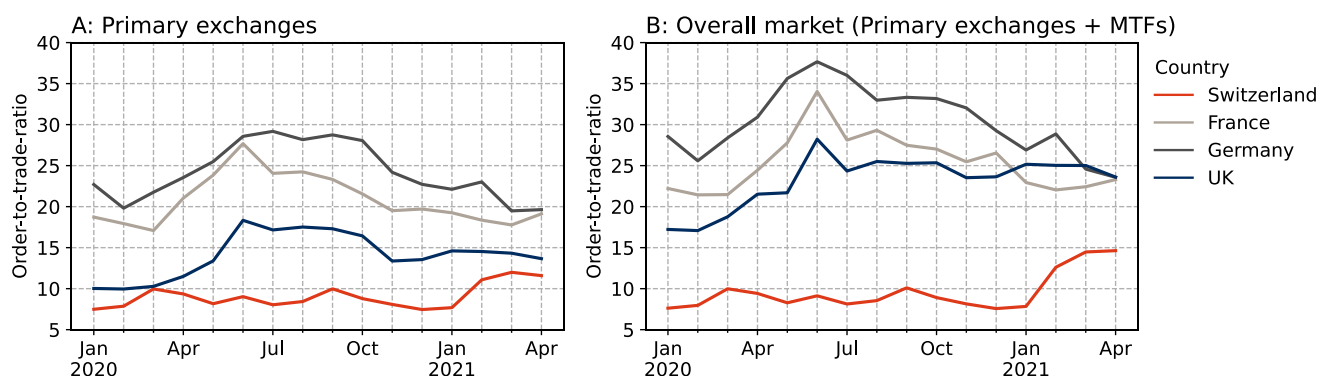 A: Primary exchanges
Order-to-trade-ratio
40
35
30
25
20
15
10
5
Jan
2020
Apr
Jul
Oct
Jan
2021
Apr
B: Overall market (Primary exchanges + MTFs)
Order-to-trade-ratio
40
35
30
25
20
15
10
5
Jan
2020
Apr
Jul
Oct
Jan
2021
Apr
Country
Switzerland
France
Germany
UK